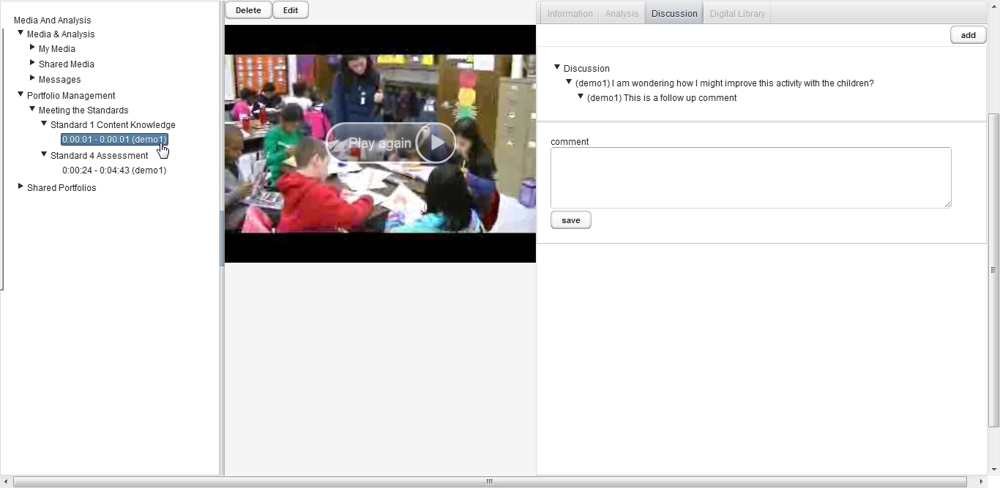 Media And Analysis
Media & Analysis
My Media
Shared Media
Messages
Portfolio Management
Meeting the Standards
Standard 1 Content Knowledge
0:00:01 - 0:00:01 (demo1)
Standard 4 Assessment
0:00:24 - 0:04:43 (demo1)
Shared Portfolios
Delete Edit
Play again
Information Analysis Discussion Digital Library
add
Discussion
(demo1) I am wondering how I might improve this activity with the children?
(demo1) This is a follow up comment
comment
save